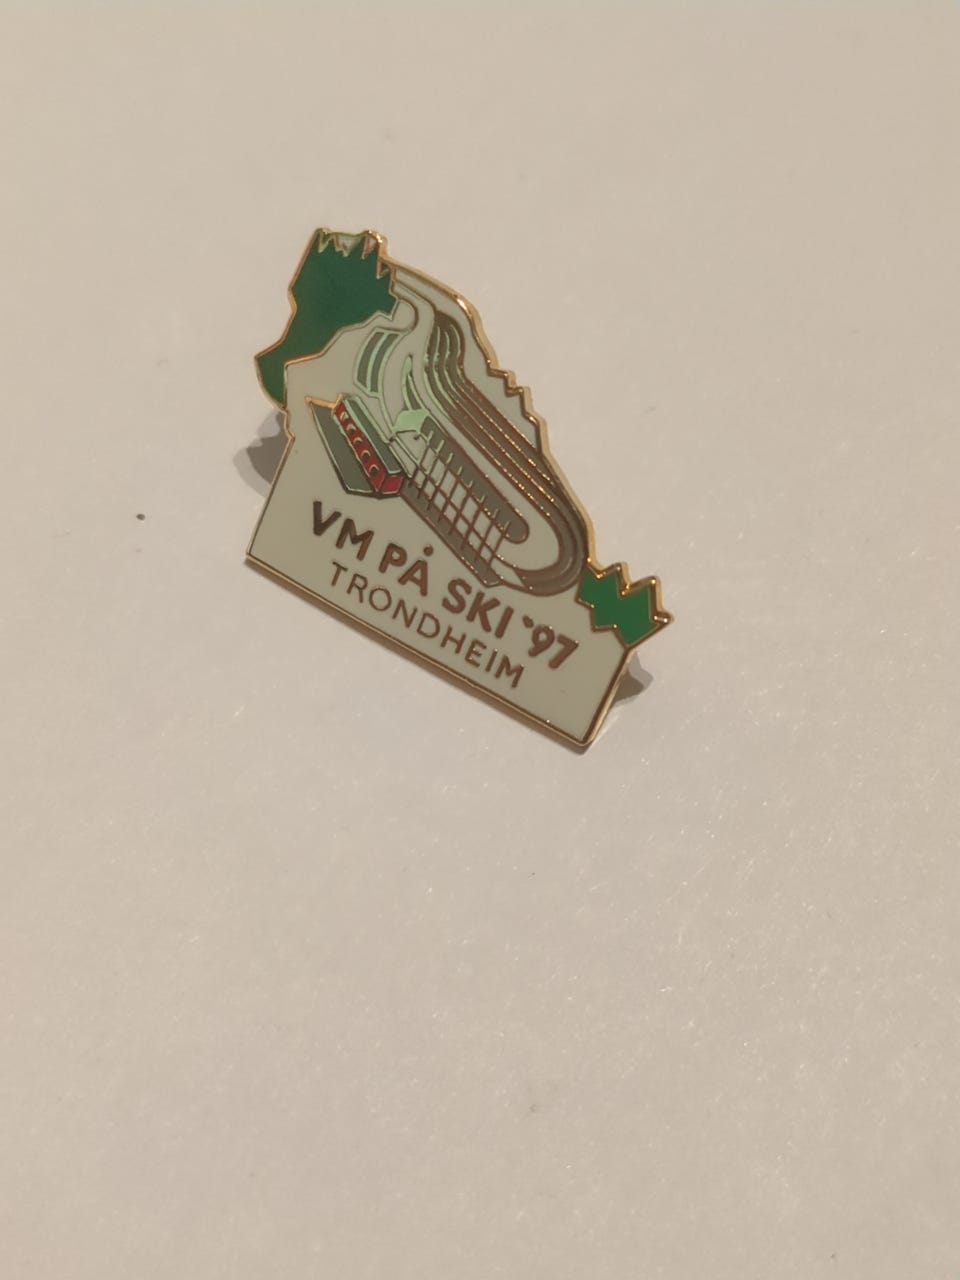 VM PÅ SKI '97
TRONDHEIM